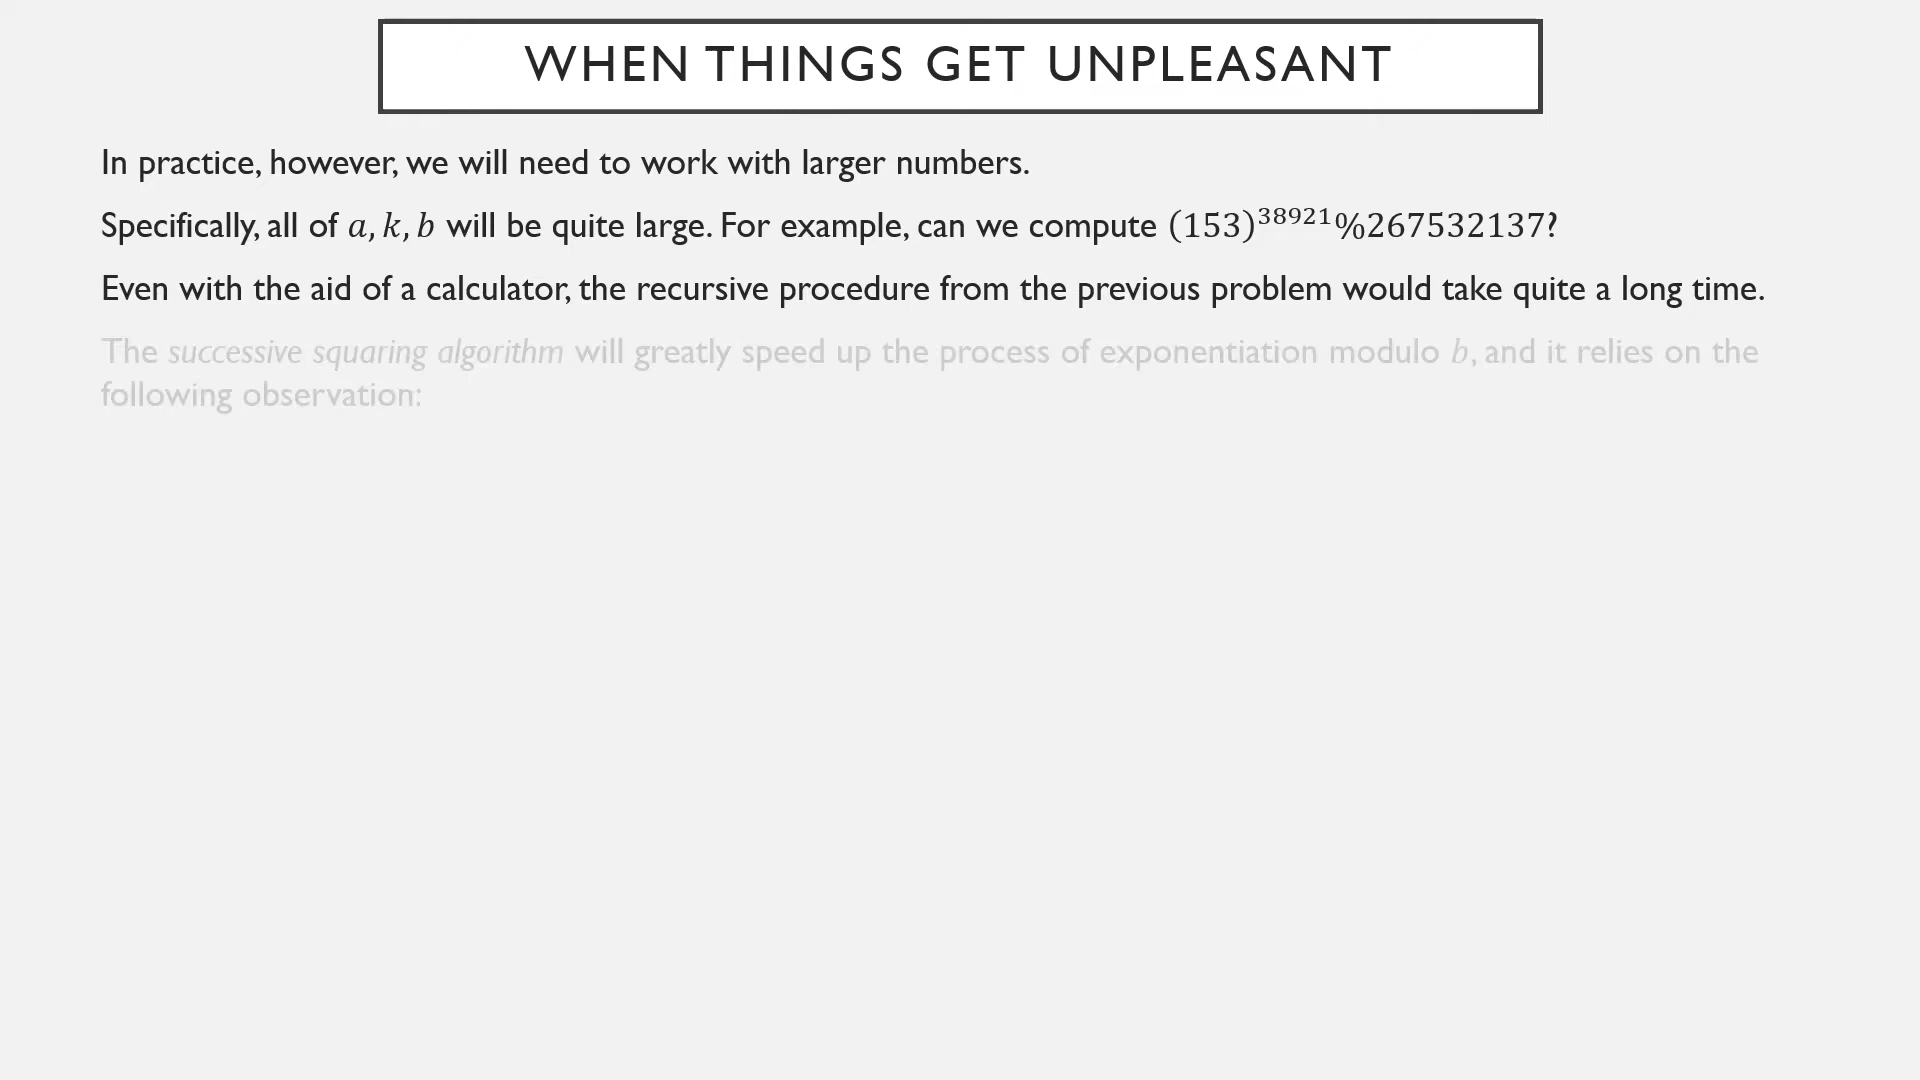 WHEN THINGS GET UNPLEASANT
In practice, however, we will need to work with larger numbers.
Specifically, all of a, k, b will be quite large. For example, can we compute (153)^38921%267532137?
Even with the aid of a calculator, the recursive procedure from the previous problem would take quite a long time.
The successive squaring algorithm will greatly speed up the process of exponentiation modulo b, and it relies on the
following observation: